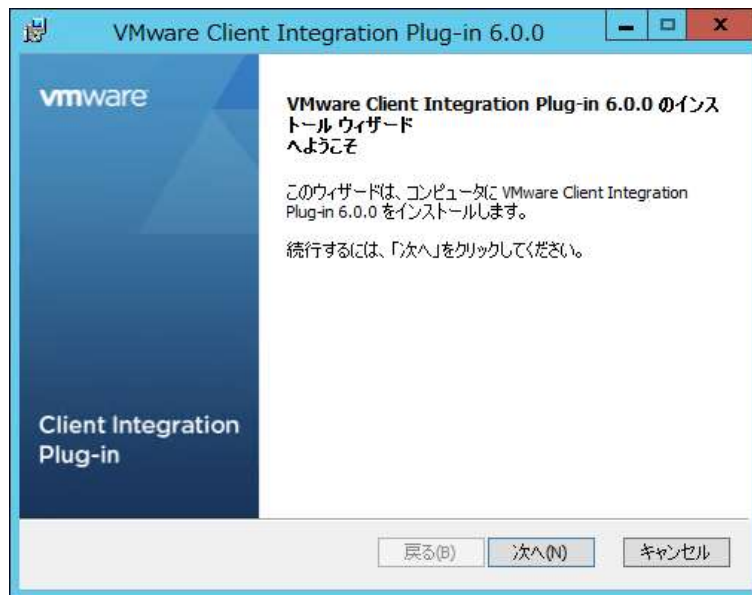 VMware Client Integration Plug-in 6.0.0
vmware
VMware Client Integration Plug-in 6.0.0 のインス
トール ウィザード
へようこそ
このウィザードは、コンピュータに VMware Client Integration
Plug-in 6.0.0 をインストールします。
続行するには、「次へ」をクリックしてください。
Client Integration
Plug-in
戻る(B)
次へ(N)
キャンセル